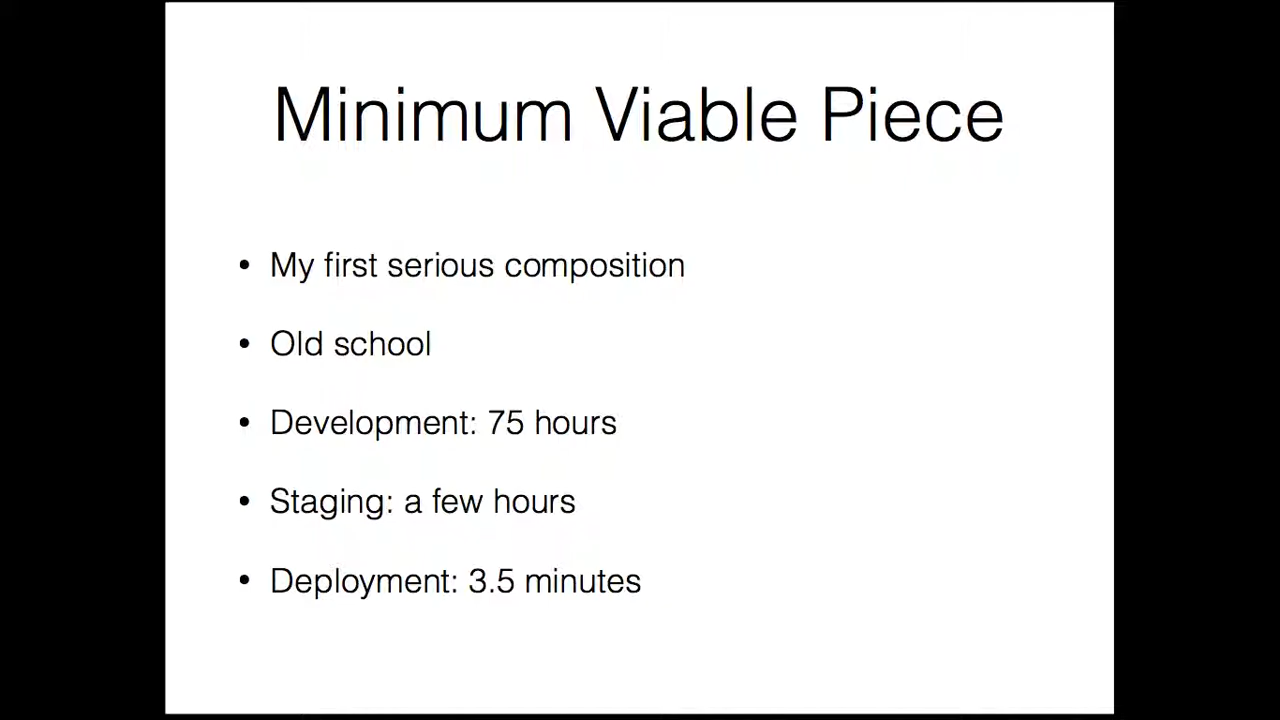 Minimum Viable Piece
• My first serious composition
• Old school
• Development: 75 hours
• Staging: a few hours
• Deployment: 3.5 minutes